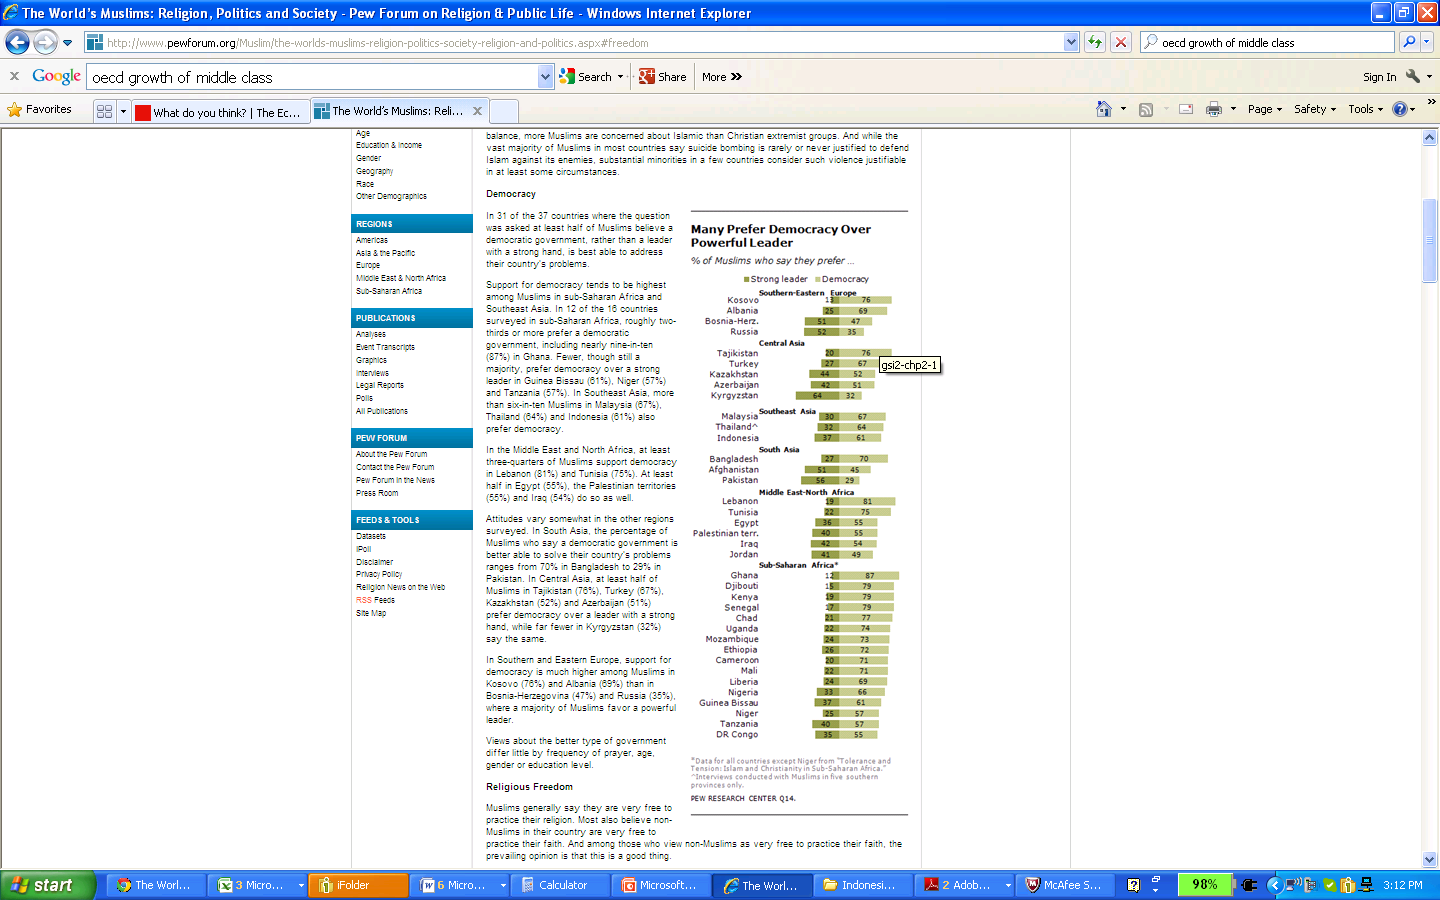 The World's Muslims: Religion, Politics and Society - Pew Forum on Religion & Public Life - Windows Internet Explorer
http://www.pewforum.org/Muslim/the-worlds-muslims-religion-politics-society-religion-and-politics.aspx#freedom
oecd growth of middle class
Google
oecd growth of middle class
Search
Share
More »
Sign In
Favorites
What do you think? | The Ec...
The World's Muslims: Reli...
Page
Safety
Tools
Age
Education & Income
Gender
Geography
Race
Other Demographics
REGIONS
Americas
Asia & the Pacific
Europe
Middle East & North Africa
Sub-Saharan Africa
PUBLICATIONS
Analyses
Event Transcripts
Graphics
Interviews
Legal Reports
Polls
All Publications
PEW FORUM
About the Pew Forum
Contact the Pew Forum
Pew Forum in the News
Press Room
FEEDS & TOOLS
Datasets
iPoll
Disclaimer
Privacy Policy
Religion News on the Web
RSS Feeds
Site Map
balance, more Muslims are concerned about Islamic than Christian extremist groups. And while the
vast majority of Muslims in most countries say suicide bombing is rarely or never justified to defend
Islam against its enemies, substantial minorities in a few countries consider such violence justifiable
in at least some circumstances.
Democracy
In 31 of the 37 countries where the question
was asked at least half of Muslims believe a
democratic government, rather than a leader
with a strong hand, is best able to address
their country's problems.
Support for democracy tends to be highest
among Muslims in sub-Saharan Africa and
Southeast Asia. In 12 of the 16 countries
surveyed in sub-Saharan Africa, roughly two-
thirds or more prefer a democratic
government, including nearly nine-in-ten
(87%) in Ghana. Fewer, though still a
majority, prefer democracy over a strong
leader in Guinea Bissau (61%), Niger (57%)
and Tanzania (57%). In Southeast Asia, more
than six-in-ten Muslims in Malaysia (67%),
Thailand (64%) and Indonesia (61%) also
prefer democracy.
In the Middle East and North Africa, at least
three-quarters of Muslims support democracy
in Lebanon (81%) and Tunisia (75%). At least
half in Egypt (55%), the Palestinian territories
(55%) and Iraq (54%) do so as well.
Attitudes vary somewhat in the other regions
surveyed. In South Asia, the percentage of
Muslims who say a democratic government is
better able to solve their country's problems
ranges from 70% in Bangladesh to 29% in
Pakistan. In Central Asia, at least half of
Muslims in Tajikistan (76%), Turkey (67%),
Kazakhstan (52%) and Azerbaijan (51%)
prefer democracy over a leader with a strong
hand, while far fewer in Kyrgyzstan (32%)
say the same.
In Southern and Eastern Europe, support for
democracy is much higher among Muslims in
Kosovo (76%) and Albania (69%) than in
Bosnia-Herzegovina (47%) and Russia (35%),
where a majority of Muslims favor a powerful
leader.
Views about the better type of government
differ little by frequency of prayer, age,
gender or education level.
Religious Freedom
Muslims generally say they are very free to
practice their religion. Most also believe non-
Muslims in their country are very free to
practice their faith. And among those who view non-Muslims as very free to practice their faith, the
prevailing opinion is that this is a good thing.
Many Prefer Democracy Over
Powerful Leader
% of Muslims who say they prefer ...
Strong leader Democracy
Southern-Eastern Europe
Kosovo 13 76
Albania 25 69
Bosnia-Herz. 51 47
Russia 52 35
Central Asia
Tajikistan 20 76
Turkey 27 67
gsi2-chp2-1
Kazakhstan 44 52
Azerbaijan 42 51
Kyrgyzstan 64 32
Southeast Asia
Malaysia 30 67
Thailand^ 32 64
Indonesia 37 61
South Asia
Bangladesh 27 70
Afghanistan 51 45
Pakistan 56 29
Middle East-North Africa
Lebanon 19 81
Tunisia 22 75
Egypt 36 55
Palestinian terr. 40 55
Iraq 42 54
Jordan 41 49
Sub-Saharan Africa*
Ghana 12 87
Djibouti 15 79
Kenya 19 79
Senegal 17 79
Chad 21 77
Uganda 22 74
Mozambique 24 73
Ethiopia 26 72
Cameroon 20 71
Mali 22 71
Liberia 24 69
Nigeria 33 66
Guinea Bissau 37 61
Niger 25 57
Tanzania 40 57
DR Congo 35 55
*Data for all countries except Niger from "Tolerance and
Tension: Islam and Christianity in Sub-Saharan Africa."
^Interviews conducted with Muslims in five southern
provinces only.
PEW RESEARCH CENTER Q14.
start
The Worl...
3 Micro...
iFolder
6 Micro...
Calculator
Microsoft...
The Worl...
Indonesi...
2 Adob...
McAfee S...
98%
3:12 PM